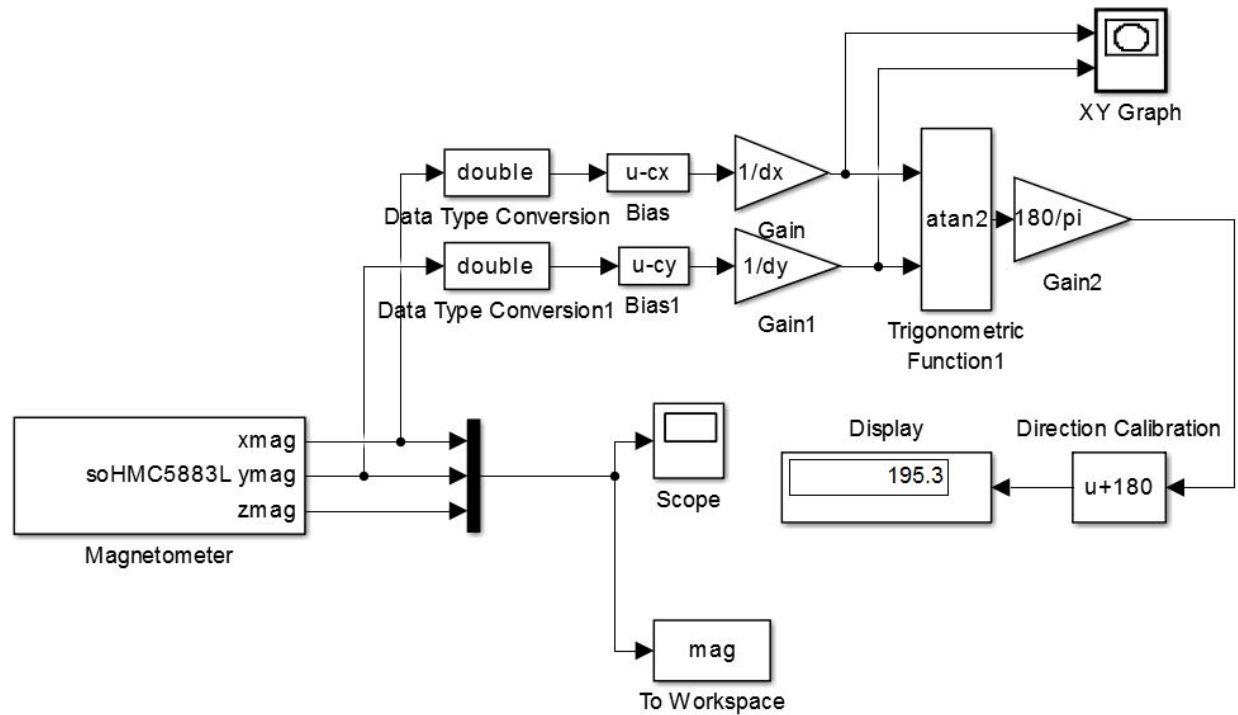 XY Graph
double
u-cx
1/dx
Data Type Conversion
Bias
Gain
atan2
180/pi
double
u-cy
1/dy
Data Type Conversion1
Bias1
Gain1
Gain2
Trigonometric
Function1
xmag
soHMC5883L ymag
zmag
Magnetometer
Scope
Display
195.3
Direction Calibration
u+180
mag
To Workspace